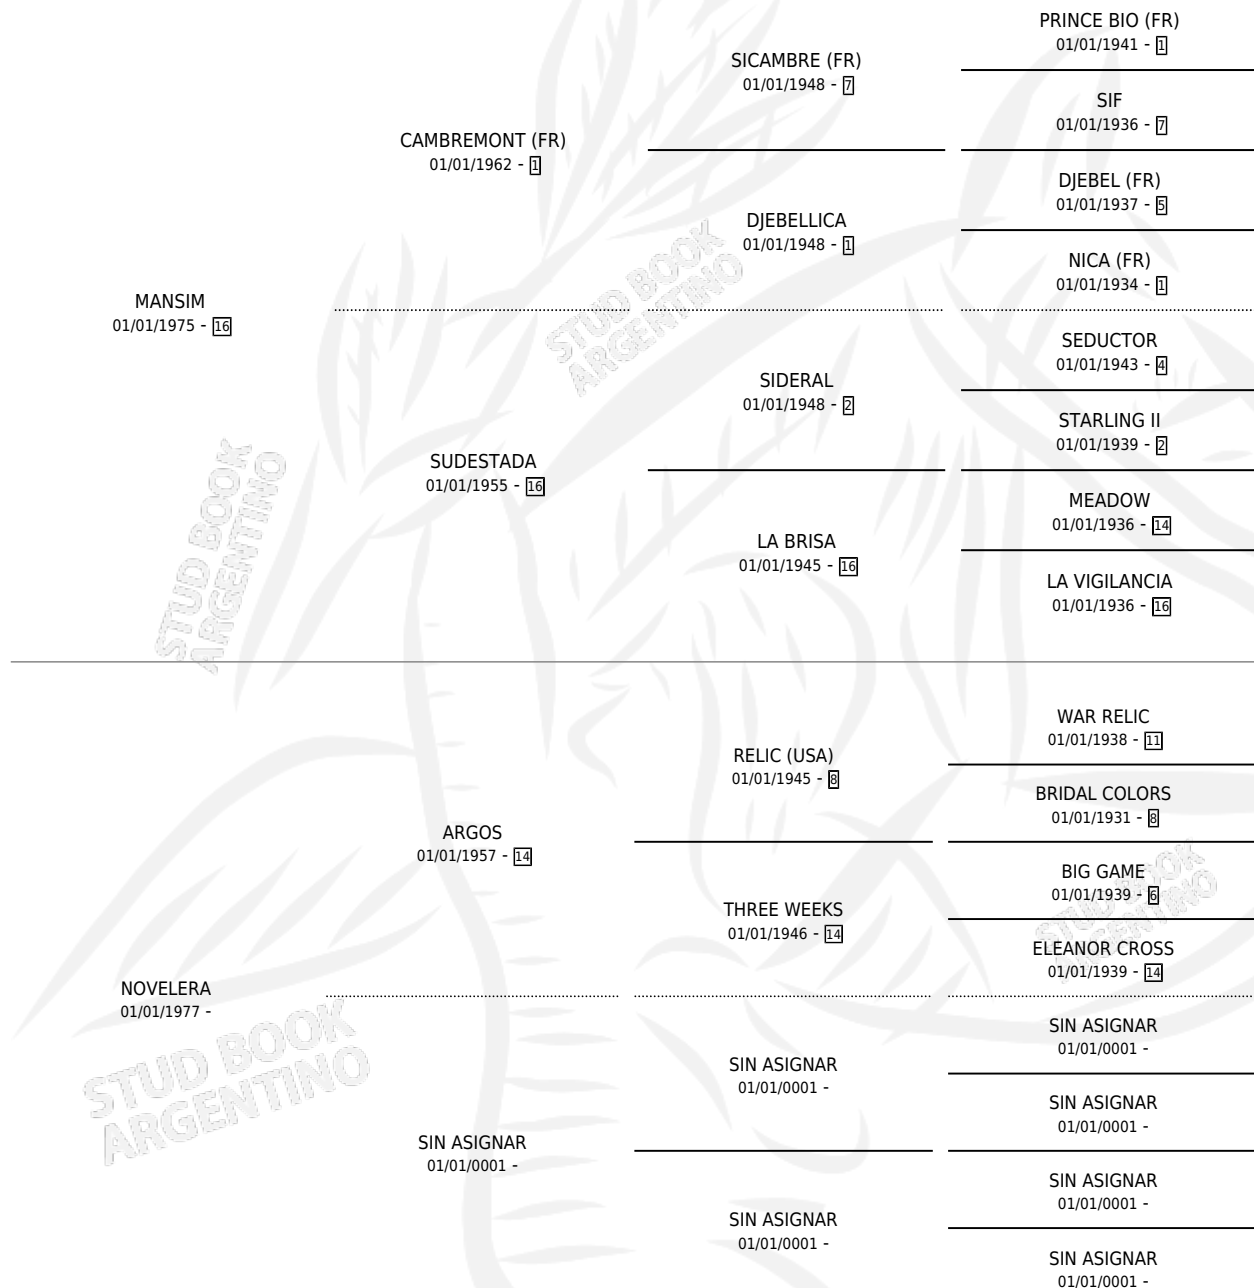 PRINCE BIO (FR)
01/01/1941 - 1
SICAMBRE (FR)
01/01/1948 - 7
SIF
01/01/1936 - 7
CAMBREMONT (FR)
01/01/1962 - 1
DJEBEL (FR)
01/01/1937 - 5
DJEBELLICA
01/01/1948 - 1
NICA (FR)
01/01/1934 - 1
MANSIM
01/01/1975 - 16
SEDUCTOR
01/01/1943 - 4
SIDERAL
01/01/1948 - 2
STARLING II
01/01/1939 - 2
SUDESTADA
01/01/1955 - 16
MEADOW
01/01/1936 - 14
LA BRISA
01/01/1945 - 16
LA VIGILANCIA
01/01/1936 - 16
STUD BOOK
ARGENTINO
STUD BOOK
ARGENTINO
WAR RELIC
01/01/1938 - 11
RELIC (USA)
01/01/1945 - 8
BRIDAL COLORS
01/01/1931 - 8
ARGOS
01/01/1957 - 14
BIG GAME
01/01/1939 - 6
THREE WEEKS
01/01/1946 - 14
ELEANOR CROSS
01/01/1939 - 14
STUD BOOK
ARGENTINO
NOVELERA
01/01/1977 -
SIN ASIGNAR
01/01/0001 -
SIN ASIGNAR
01/01/0001 -
SIN ASIGNAR
01/01/0001 -
SIN ASIGNAR
01/01/0001 -
SIN ASIGNAR
01/01/0001 -
SIN ASIGNAR
01/01/0001 -
SIN ASIGNAR
01/01/0001 -
STUD BOOK
ARGENTINO